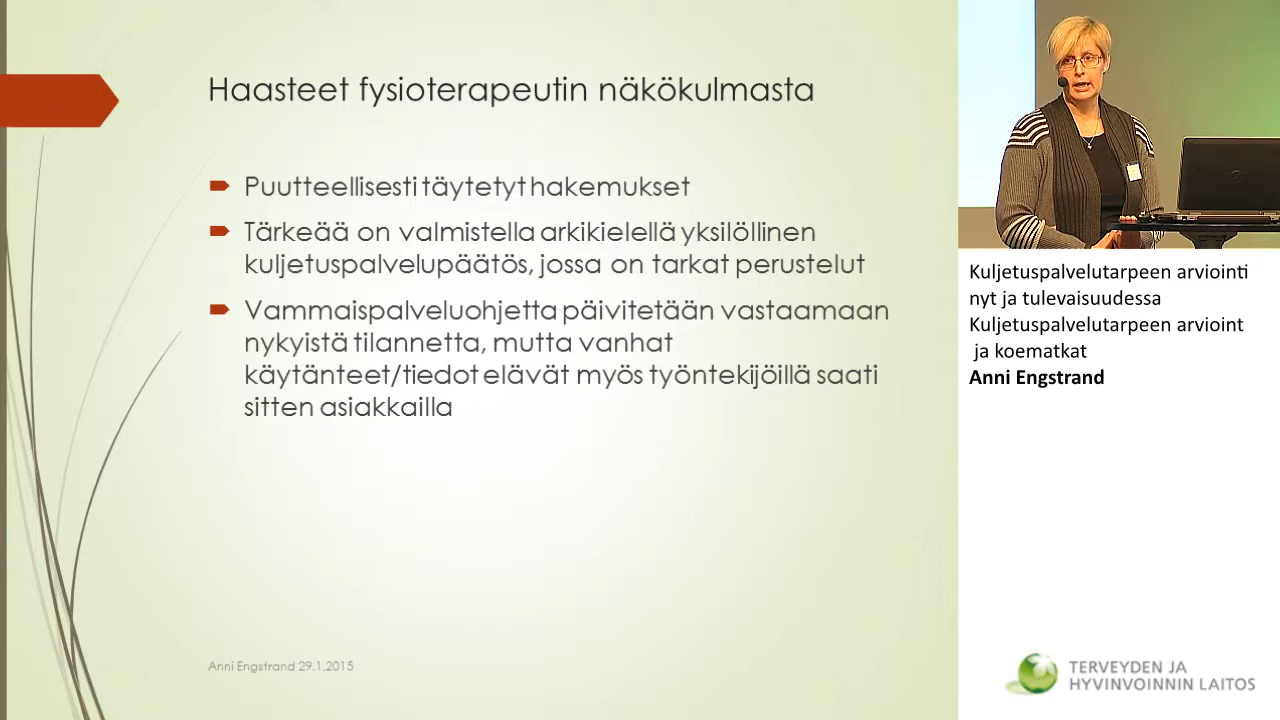 Haasteet fysioterapeutin näkökulmasta
Puutteellisesti täytetyt hakemukset
Tärkeää on valmistella arkikielellä yksilöllinen
kuljetuspalvelupäätös, jossa on tarkat perustelut
Vammaispalveluohjetta päivitetään vastaamaan
nykyistä tilannetta, mutta vanhat
käytänteet/tiedot elävät myös työntekijöillä saati
sitten asiakkailla
Anni Engstrand 29.1.2015
Kuljetuspalvelutarpeen arviointi
nyt ja tulevaisuudessa
Kuljetuspalvelutarpeen arvioint
ja koematkat
Anni Engstrand
TERVEYDEN JA
HYVINVOINNIN LAITOS